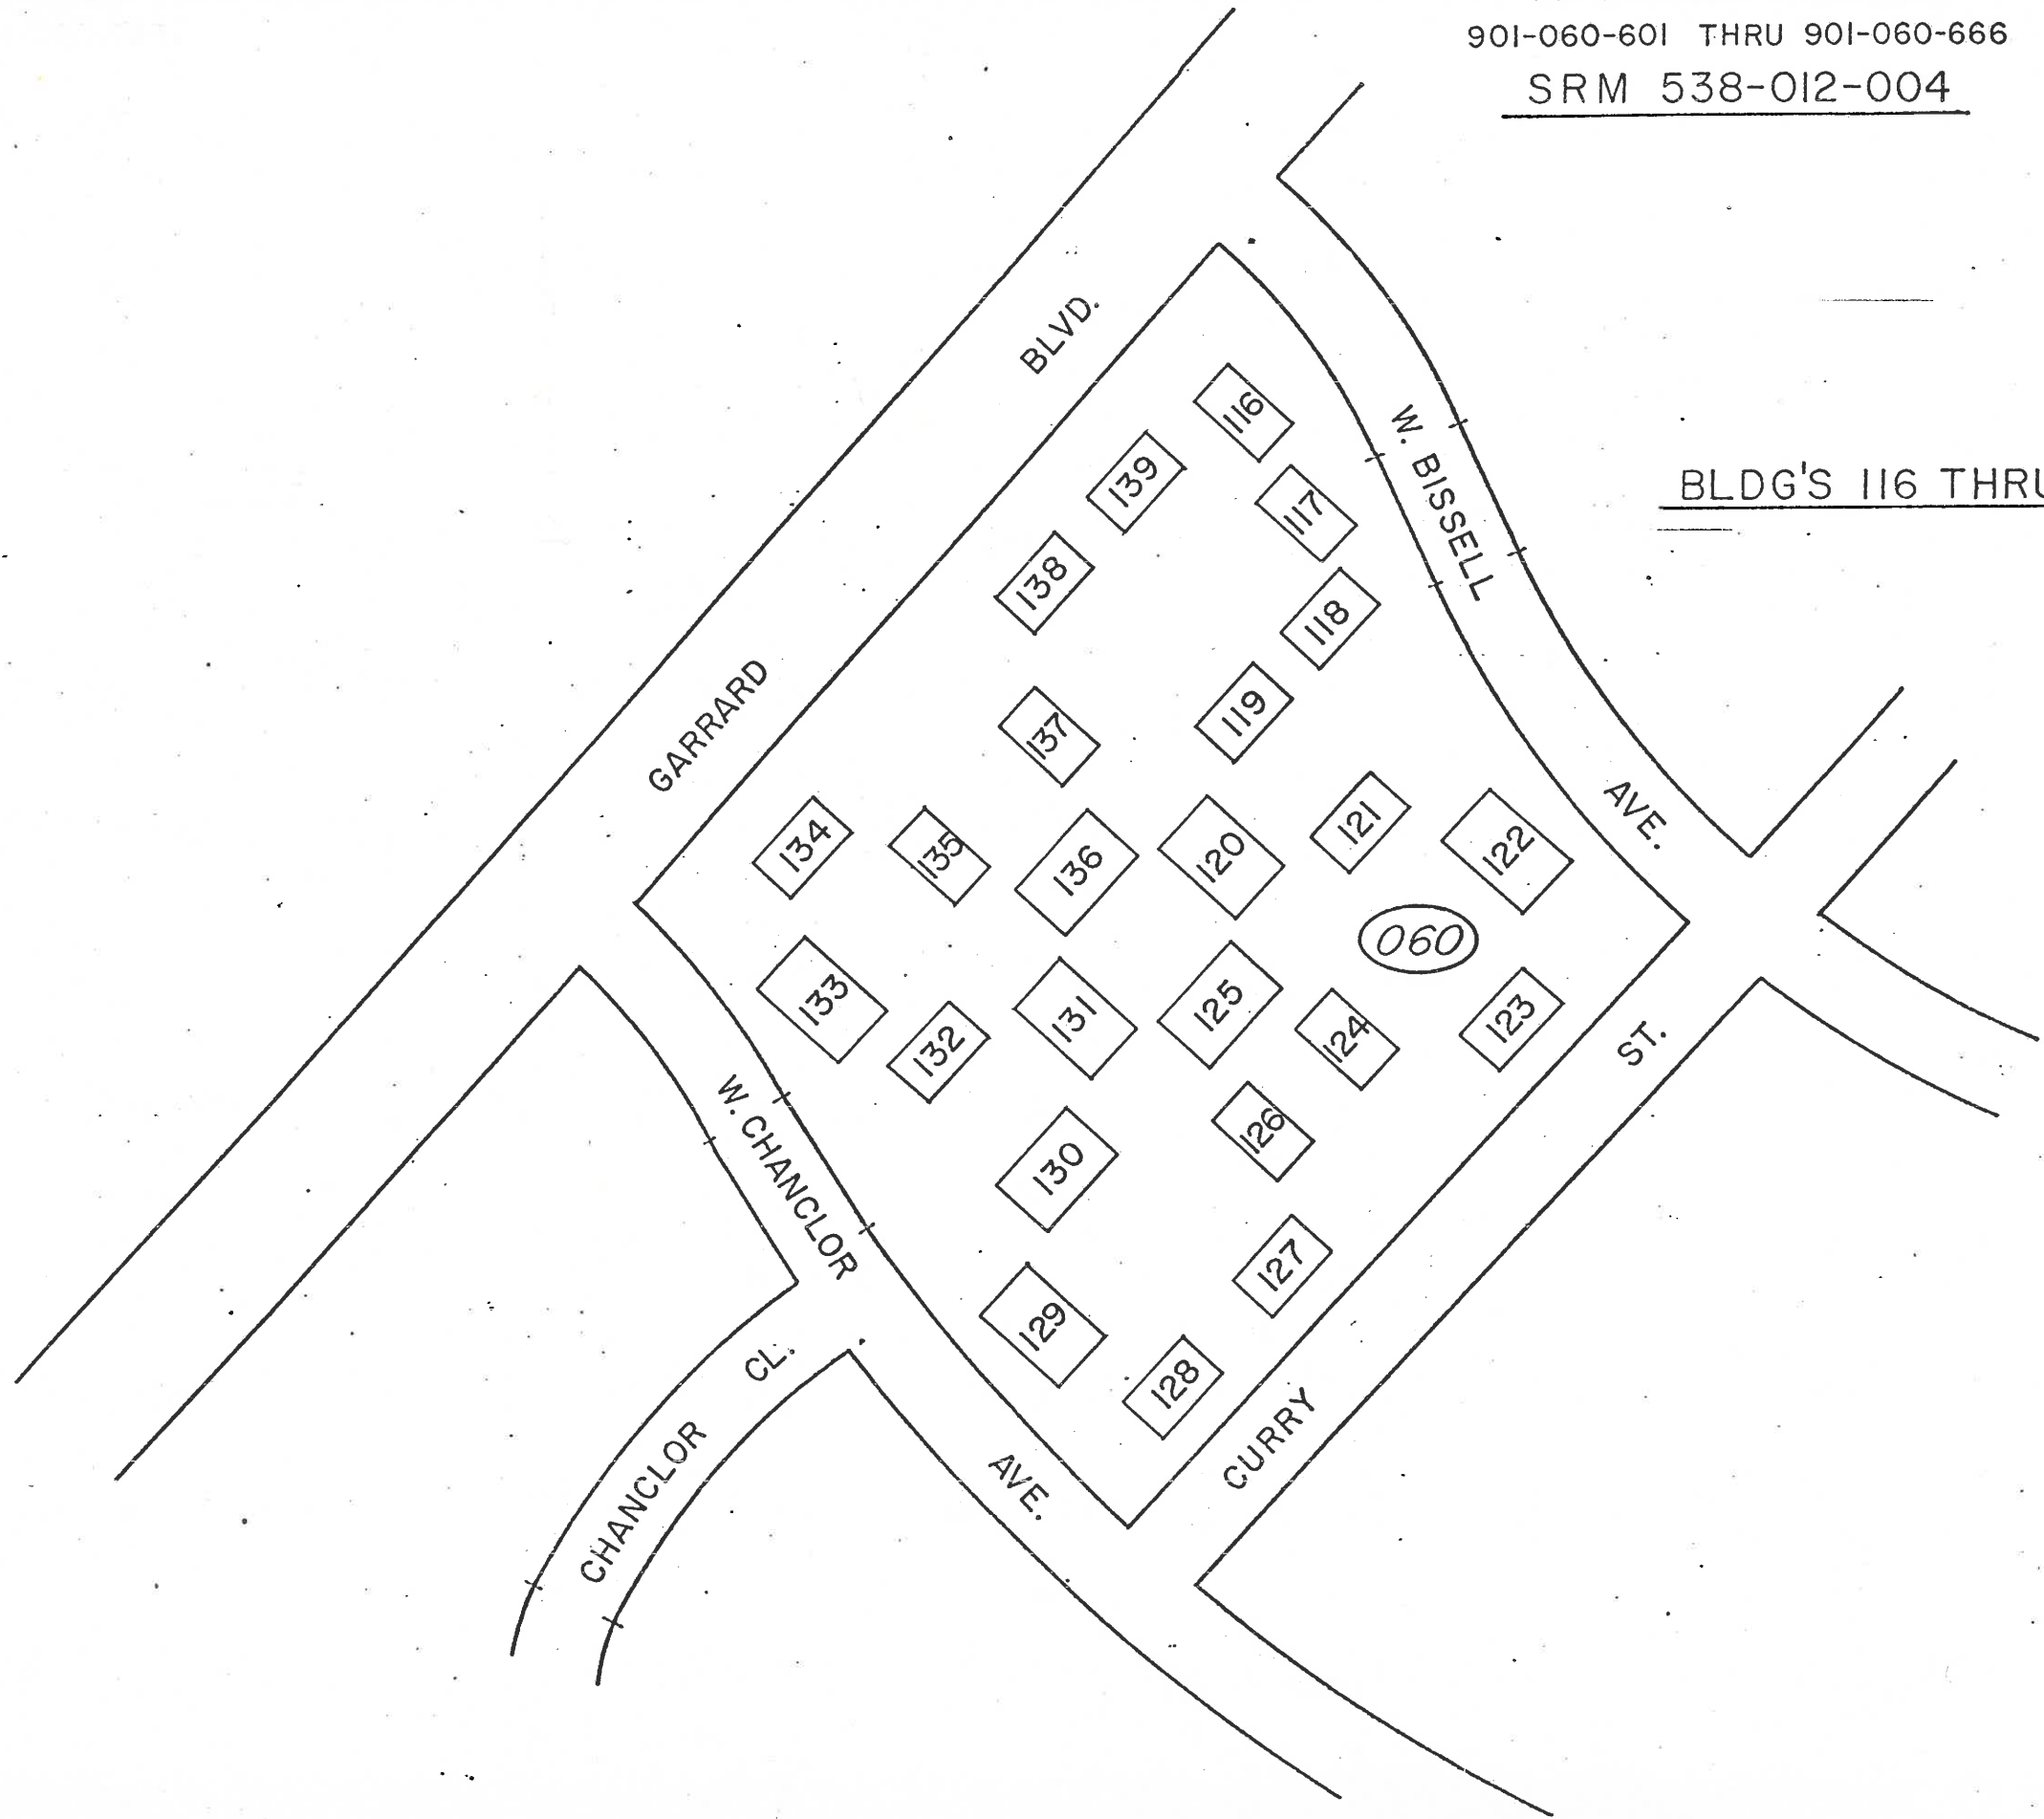 901-060-601 THRU 901-060-666
SRM 538-012-004
BLVD.
116
139
W. BISSELL
BLDG'S 116 THRU
117
138
118
GARRARD
119
137
121
AVE.
134
135
136
120
122
060
133
132
131
125
124
123
ST.
W. CHANCLOR
126
130
127
129
CL.
128
CURRY
CHANCLOR
AVE.